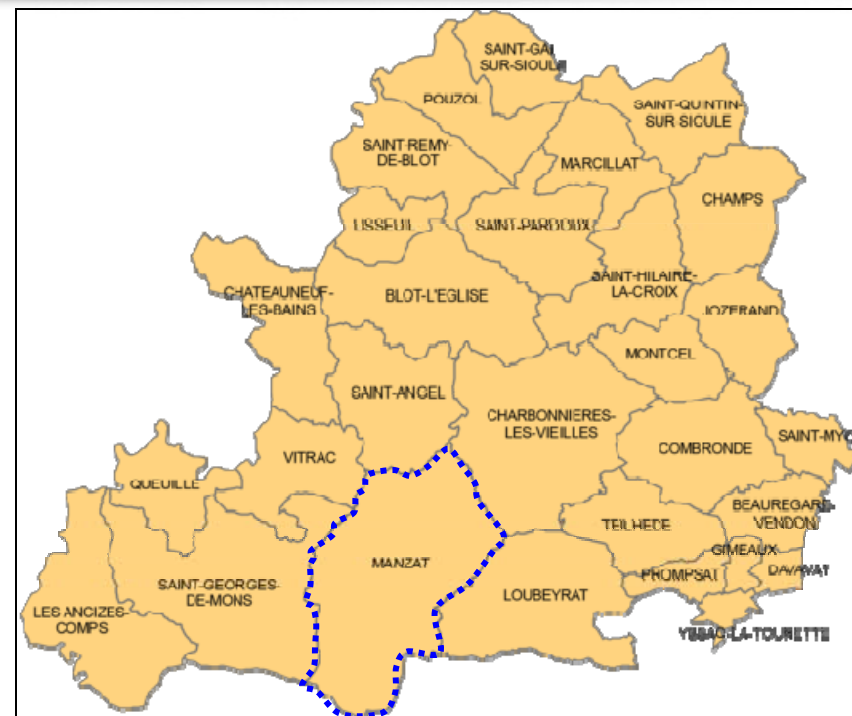 SAINT-GAL
SUR-SIOULE
POUZOL
SAINT-QUINTIN-
SUR SIOULE
SAINT REMY-
DE-BLOT
MARCILLAT
CHAMPS
LISSEUIL
SAINT-PARDOUX
CHATEAUNEUF-
LES-BAINS
BLOT-L'EGLISE
SAINT-HILAIRE-
LA-CROIX
JOZERAND
MONTCEL
SAINT-ANGEL
CHARBONNIERES-
LES-VIEILLES
SAINT-MYO
COMBRONDE
VITRAC
QUEUILLE
BEAUREGARD-
VENDON
TEILHEDE
GIMEAUX
MANZAT
PROMPSAT
DAVAYAT
SAINT-GEORGES-
DE-MONS
LOUBEYRAT
LES ANCIZES-
COMPS
YSSAC-LA-TOURETTE